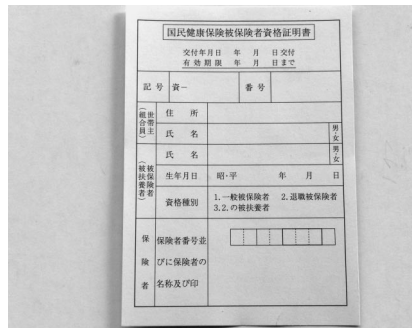 国民健康保険被保険者資格証明書
交付年月日 年 月 日交付
有効期限 年 月 日まで
記号 資－ 番号
（組合員） 世帯主
住所
氏名 男・女
（被扶養者） 被保険者
氏名 男・女
生年月日 昭・平 年 月 日
資格種別 1.一般被保険者 2.退職被保険者
3.2.の被扶養者
保険者
保険者番号並
びに保険者の
名称及び印